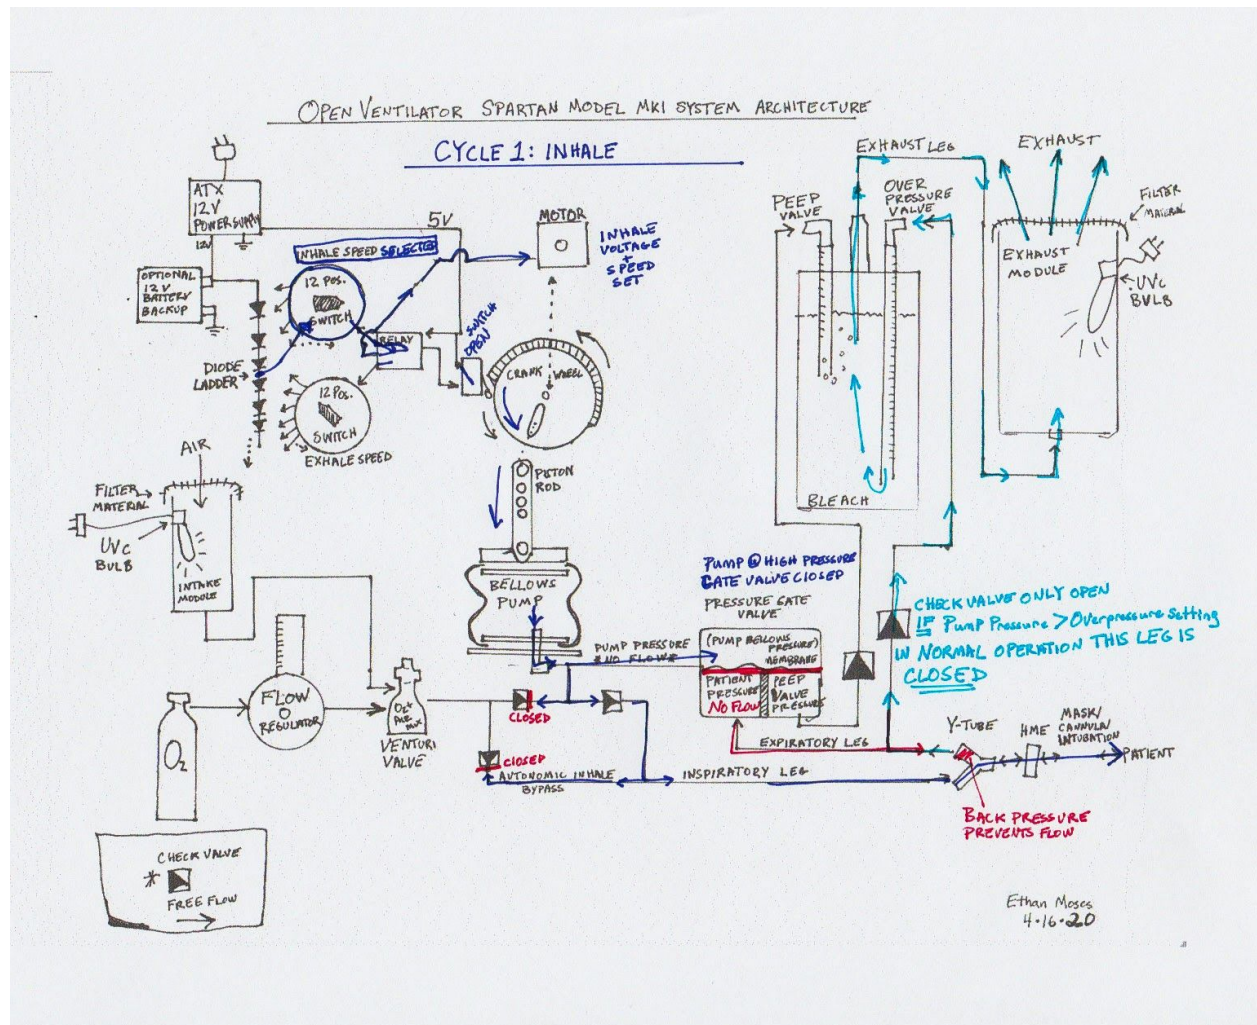 OPEN VENTILATOR SPARTAN MODEL MK1 SYSTEM ARCHITECTURE
CYCLE 1: INHALE
ATX
12V
POWER SUPPLY
12V
5V
OPTIONAL
12V
BATTERY
BACKUP
INHALE SPEED SELECTED
12 POS.
SWITCH
RELAY
DIODE
LADDER
12 POS.
SWITCH
EXHALE SPEED
MOTOR
INHALE
VOLTAGE
+
SPEED
SET
SWITCH
OPEN
CRANK WHEEL
PISTON
ROD
BELLOWS
PUMP
AIR
FILTER
MATERIAL
UVC
BULB
INTAKE
MODULE
FLOW
REGULATOR
O2
O2+
AIR
MIX
VENTURI
VALVE
CLOSED
CLOSED
AUTONOMIC INHALE
BYPASS
INSPIRATORY LEG
PUMP PRESSURE
*NO FLOW*
PUMP @ HIGH PRESSURE
GATE VALVE CLOSED
PRESSURE GATE
VALVE
(PUMP BELLOWS
PRESSURE)
MEMBRANE
PATIENT
PRESSURE
NO FLOW
PEEP
VALVE
PRESSURE
EXPIRATORY LEG
PEEP
VALVE
OVER
PRESSURE
VALVE
EXHAUST LEG
BLEACH
EXHAUST
FILTER
MATERIAL
EXHAUST
MODULE
UVC
BULB
CHECK VALVE ONLY OPEN
IF Pump Pressure > Overpressure Setting
IN NORMAL OPERATION THIS LEG IS
CLOSED
Y-TUBE
HME
MASK/
CANNULA/
INTUBATION
PATIENT
BACK PRESSURE
PREVENTS FLOW
CHECK VALVE
*
FREE FLOW
Ethan Moses
4·16·20